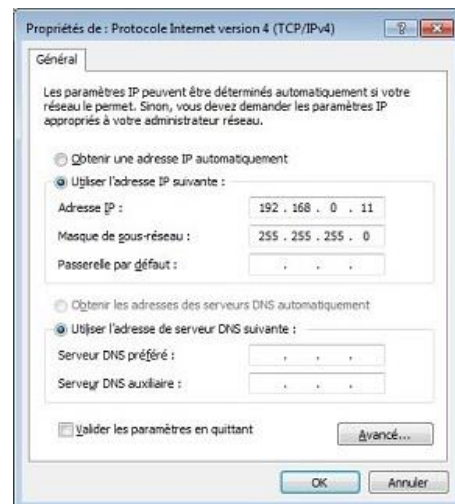 Propriétés de : Protocole Internet version 4 (TCP/IPv4)
Général
Les paramètres IP peuvent être déterminés automatiquement si votre
réseau le permet. Sinon, vous devez demander les paramètres IP
appropriés à votre administrateur réseau.
Obtenir une adresse IP automatiquement
Utiliser l'adresse IP suivante :
Adresse IP : 192 . 168 . 0 . 11
Masque de sous-réseau : 255 . 255 . 255 . 0
Passerelle par défaut : . . .
Obtenir les adresses des serveurs DNS automatiquement
Utiliser l'adresse de serveur DNS suivante :
Serveur DNS préféré : . . .
Serveur DNS auxiliaire : . . .
Valider les paramètres en quittant
Avancé...
OK Annuler